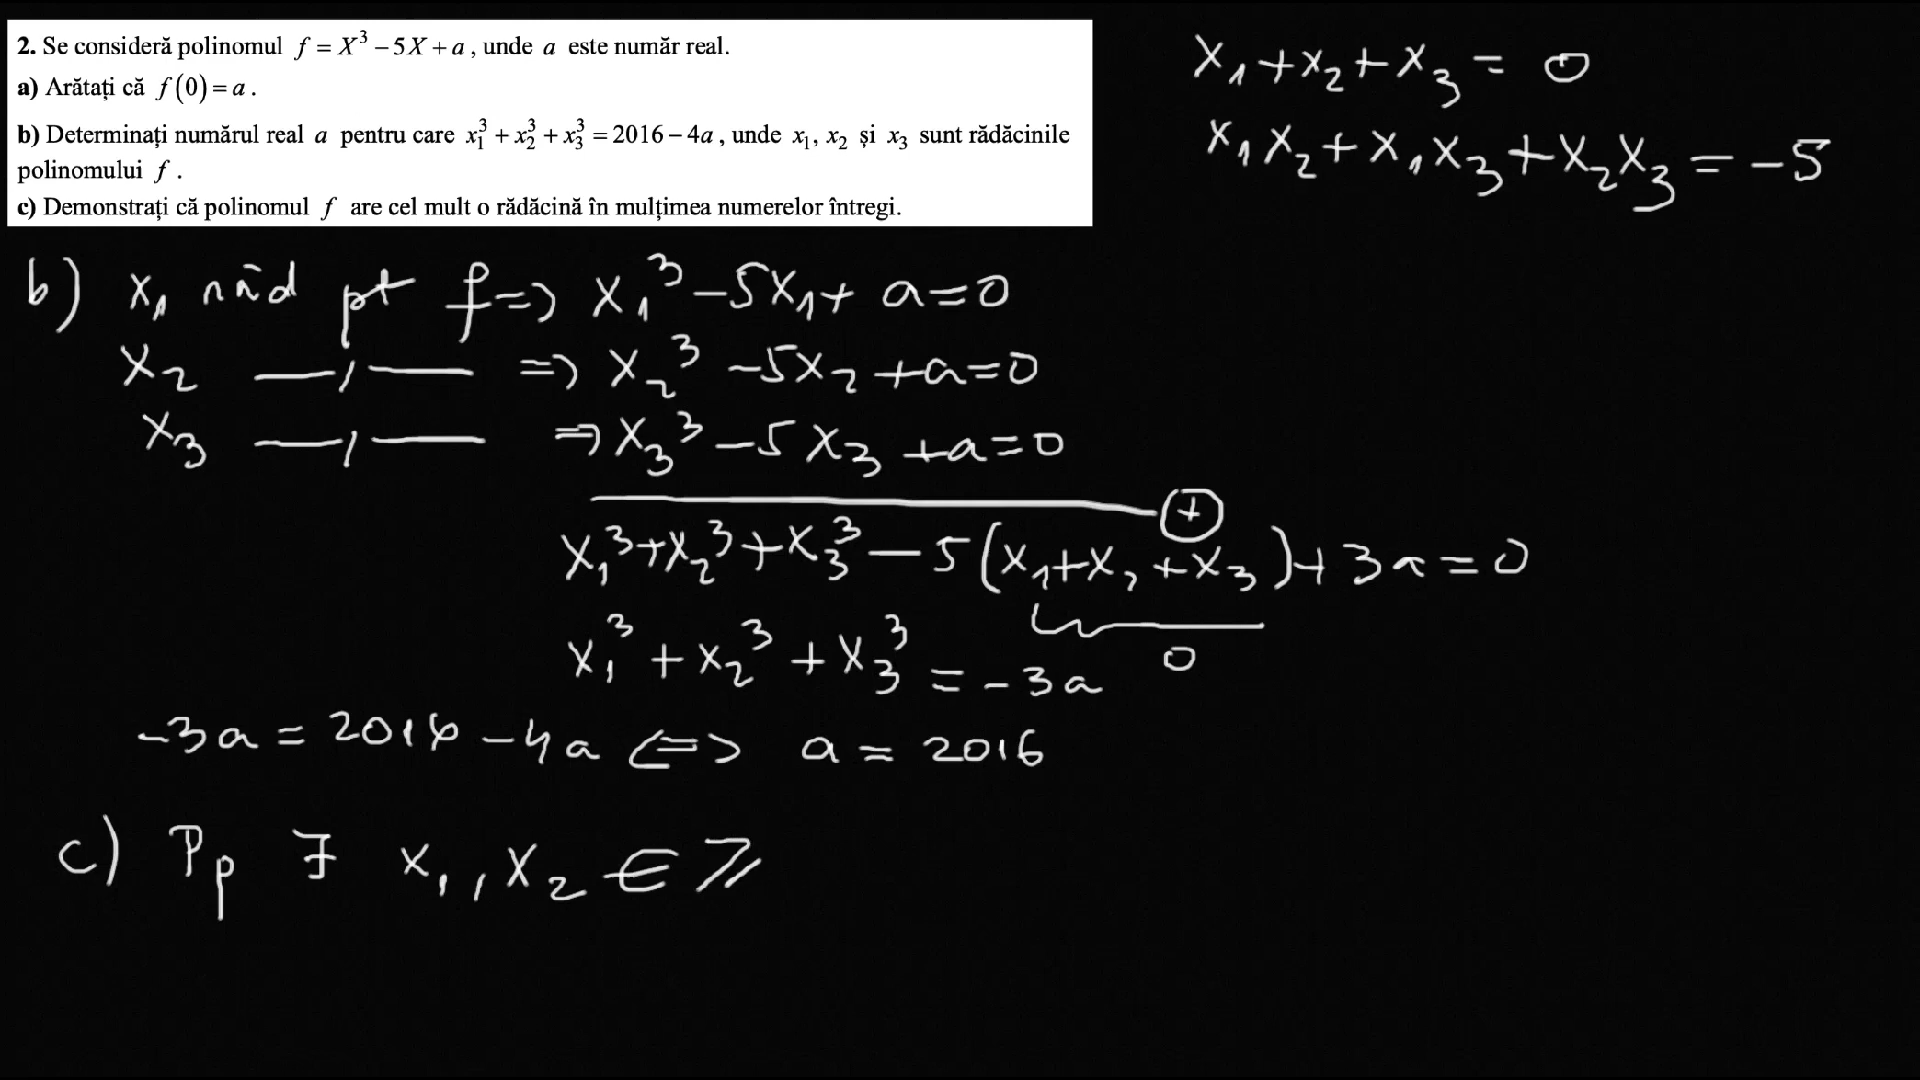 2. Se consideră polinomul f = X³ − 5X + a , unde a este număr real.
a) Arătați că f(0) = a .
b) Determinați numărul real a pentru care x₁³ + x₂³ + x₃³ = 2016 − 4a , unde x₁, x₂ și x₃ sunt rădăcinile
polinomului f .
c) Demonstrați că polinomul f are cel mult o rădăcină în mulțimea numerelor întregi.
x₁+x₂+x₃ = 0
x₁x₂+x₁x₃+x₂x₃ = −5
b) x₁ răd pt f => x₁³−5x₁+a=0
x₂ —ı— => x₂³−5x₂+a=0
x₃ —ı— => x₃³−5x₃+a=0
+
x₁³+x₂³+x₃³−5(x₁+x₂+x₃)+3a=0
0
x₁³+x₂³+x₃³=−3a
−3a=2016−4a <=> a=2016
c) Pp ∃ x₁,x₂∈ℤ